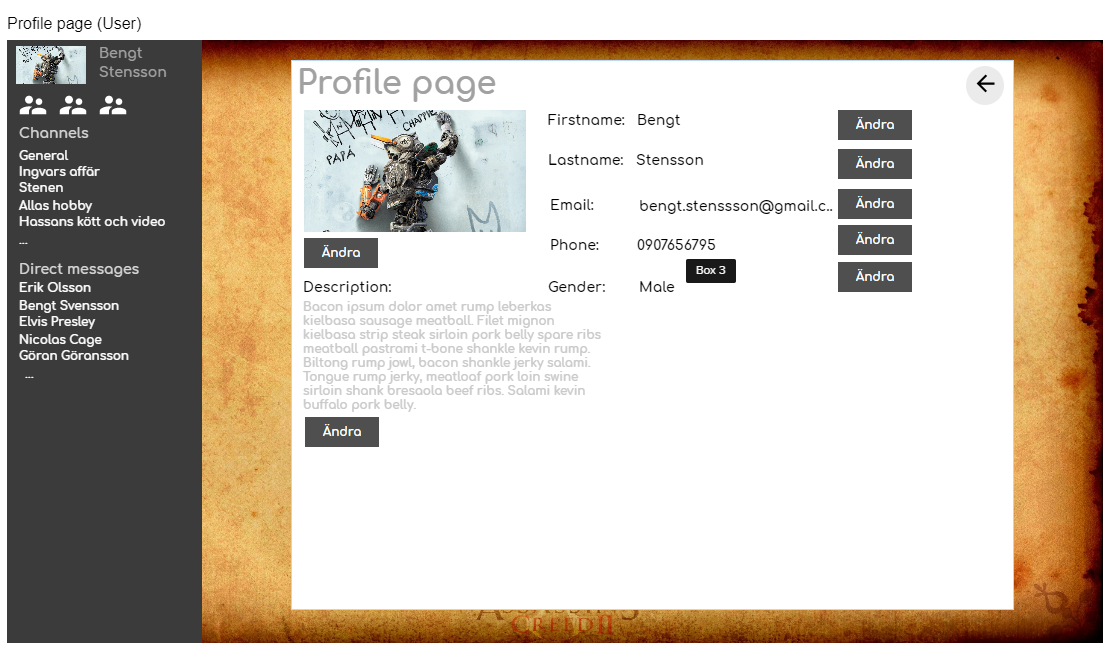 Profile page (User)
Bengt
Stensson
Channels
General
Ingvars affär
Stenen
Allas hobby
Hassans kött och video
...
Direct messages
Erik Olsson
Bengt Svensson
Elvis Presley
Nicolas Cage
Göran Göransson
...
Profile page
CHAPPIE
PAPÁ
Ändra
Firstname: Bengt Ändra
Lastname: Stensson Ändra
Email: bengt.stenssson@gmail.c.. Ändra
Phone: 0907656795 Ändra
Box 3
Gender: Male Ändra
Description:
Bacon ipsum dolor amet rump leberkas
kielbasa sausage meatball. Filet mignon
kielbasa strip steak sirloin pork belly spare ribs
meatball pastrami t-bone shankle kevin rump.
Biltong rump jowl, bacon shankle jerky salami.
Tongue rump jerky, meatloaf pork loin swine
sirloin shank bresaola beef ribs. Salami kevin
buffalo pork belly.
Ändra
CREED II